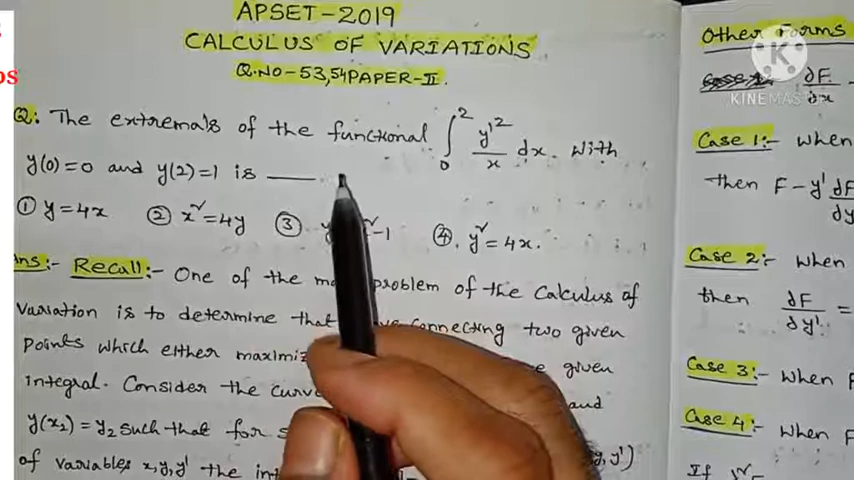 APSET-2019
CALCULUS OF VARIATIONS
Q.NO-53,54 PAPER-II.
Q: The extremals of the functional ∫₀² y'²/x dx. with
y(0)=0 and y(2)=1 is ____
① y=4x ② x²=4y ③ -1 ④. y²=4x.
Ans:- Recall:- One of the problem of the calculus of
variation is to determine that connecting two given
points which either given
integral. Consider the curve and
y(x₂)=y₂ such that for
of variables x,y,y' the
Other Forms
∂F/∂x -
Case 1:- when
then F-y' ∂F/∂y'
Case 2:- when
then ∂F/∂y' =
Case 3:- when F
Case 4:- when F
If
os
K
KINEMAS